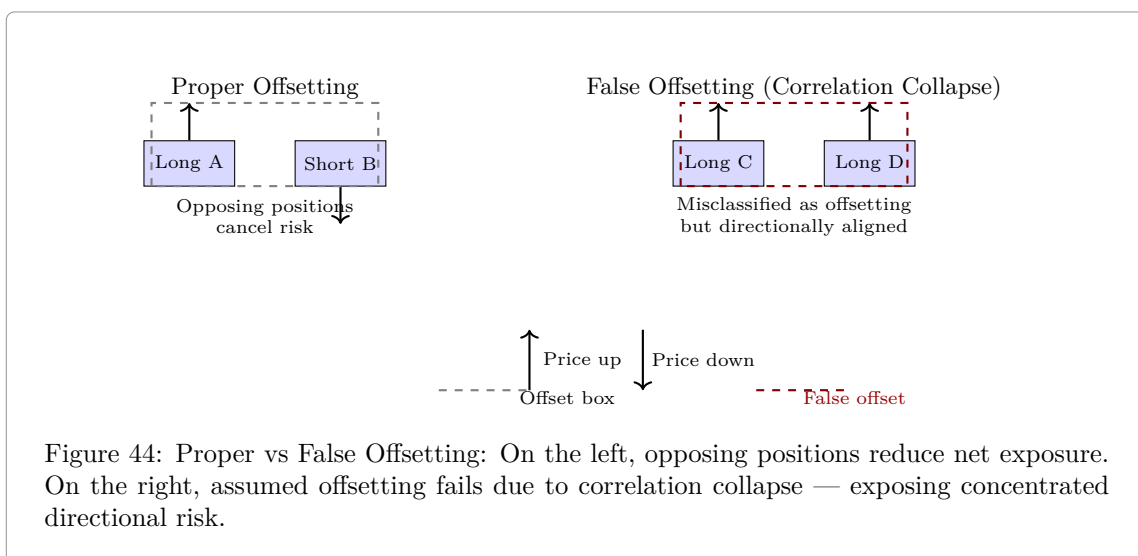 Proper Offsetting
False Offsetting (Correlation Collapse)
Long A
Short B
Long C
Long D
Opposing positions
cancel risk
Misclassified as offsetting
but directionally aligned
Price up
Price down
Offset box
False offset
Figure 44: Proper vs False Offsetting: On the left, opposing positions reduce net exposure.
On the right, assumed offsetting fails due to correlation collapse — exposing concentrated
directional risk.